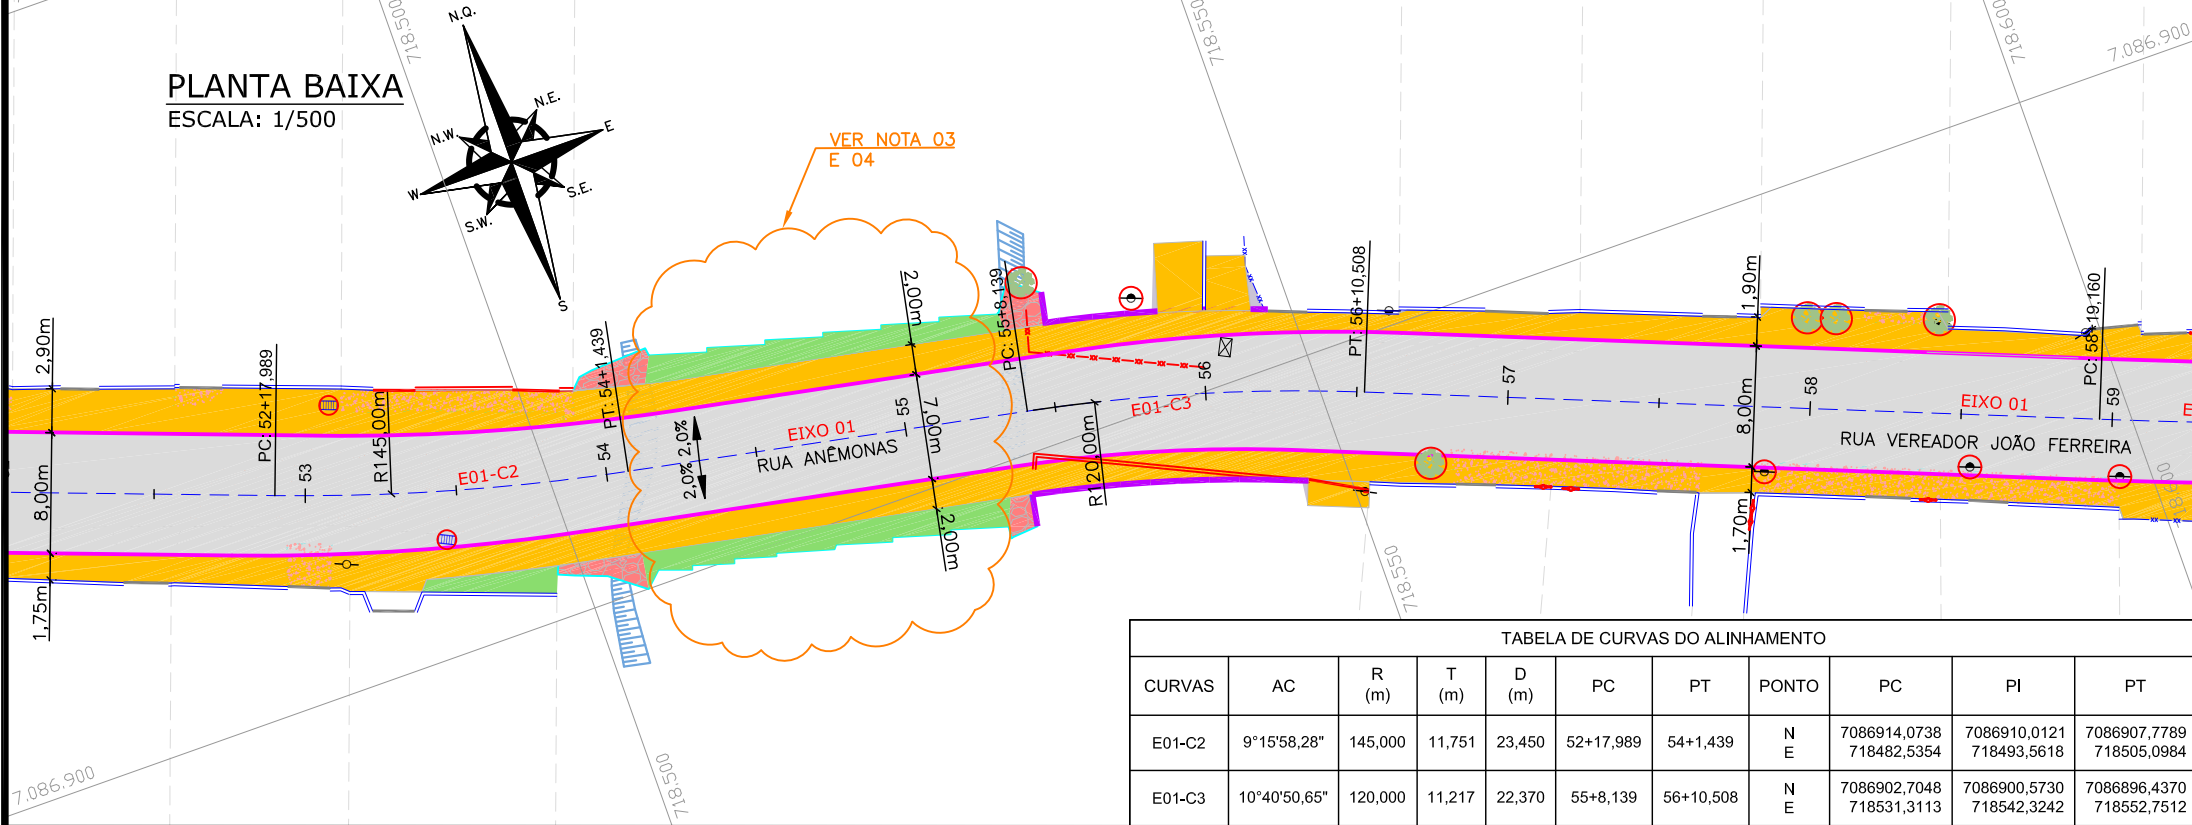 PLANTA BAIXA
ESCALA: 1/500
N.Q.
N.E.
E
S.E.
S
S.W.
W
N.W.
718.500
718.550
718.600
7.086.900
VER NOTA 03
E 04
2,90m
8,00m
1,75m
PC: 52+17,989
53
R145,00m
E01-C2
54
PT: 54+1,439
2,0%
2,0%
EIXO 01
RUA ANÊMONAS
55
2,00m
7,00m
2,00m
PC: 55+8,139
E01-C3
R120,00m
56
PT: 56+10,508
57
1,90m
8,00m
1,70m
58
EIXO 01
RUA VEREADOR JOÃO FERREIRA
PC: 58+19,160
59
E
7.086.900
718.500
718.550
TABELA DE CURVAS DO ALINHAMENTO
CURVAS AC R (m) T (m) D (m) PC PT PONTO PC PI PT
E01-C2 9°15'58,28" 145,000 11,751 23,450 52+17,989 54+1,439 N 7086914,0738 7086910,0121 7086907,7789
E 718482,5354 718493,5618 718505,0984
E01-C3 10°40'50,65" 120,000 11,217 22,370 55+8,139 56+10,508 N 7086902,7048 7086900,5730 7086896,4370
E 718531,3113 718542,3242 718552,7512